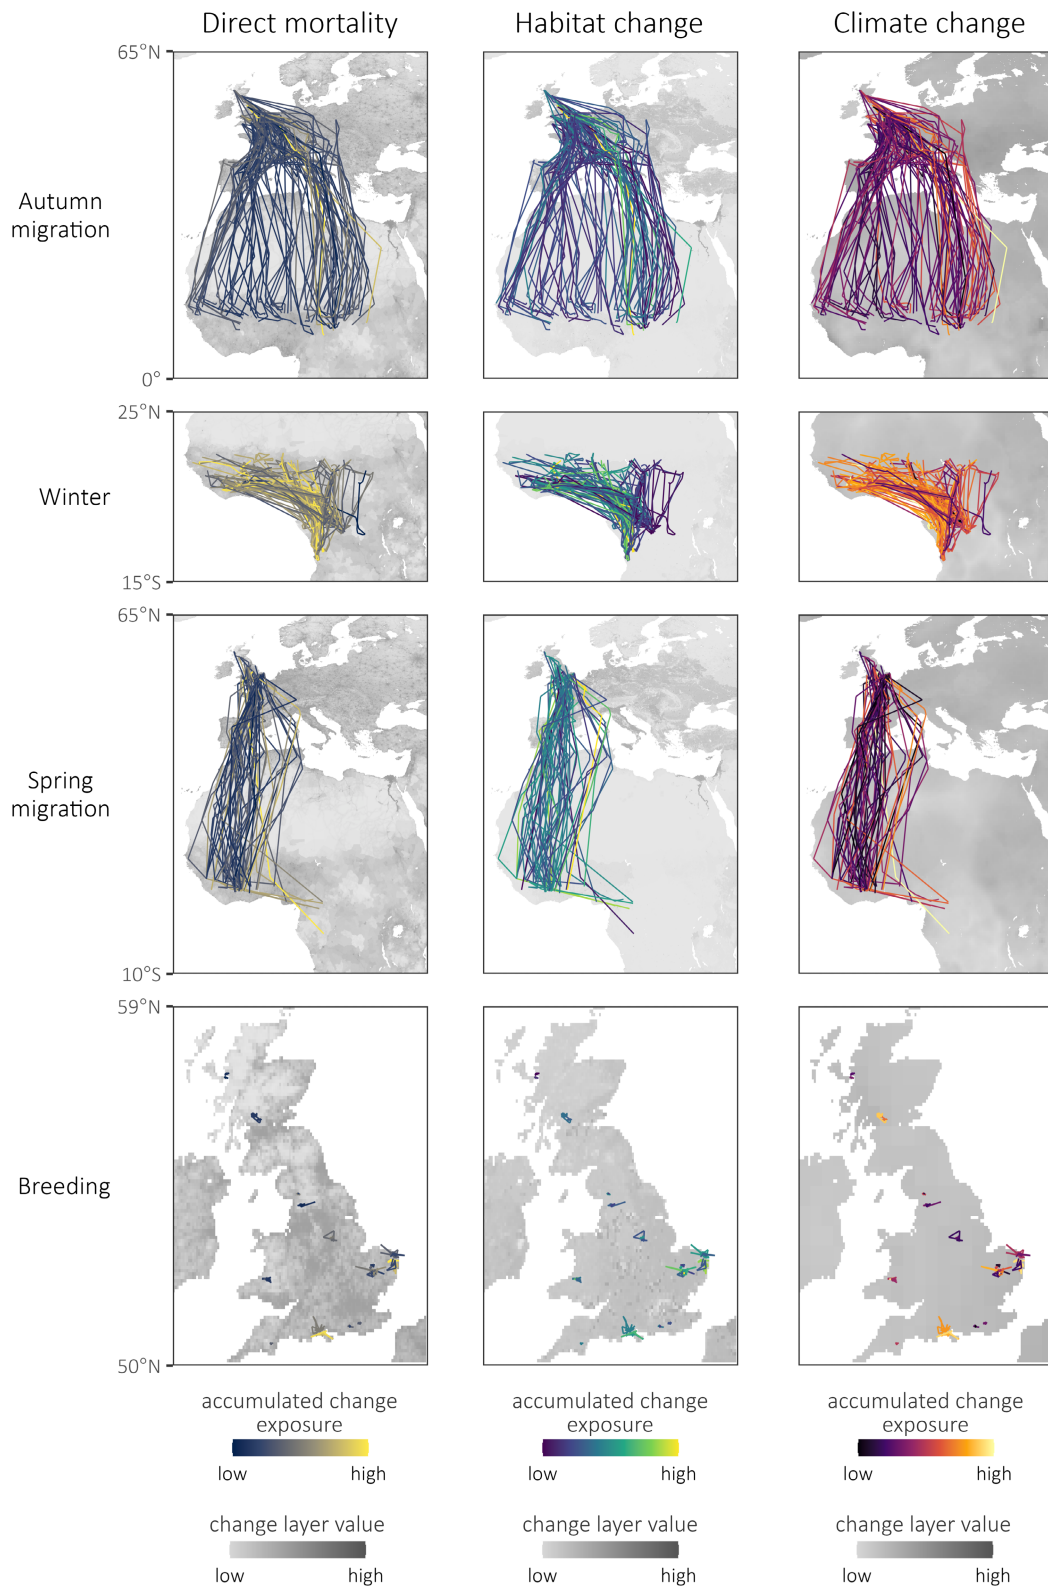 Direct mortality
Habitat change
Climate change
65°N
Autumn
migration
0°
25°N
Winter
15°S
65°N
Spring
migration
10°S
59°N
Breeding
50°N
accumulated change
exposure
low high
accumulated change
exposure
low high
accumulated change
exposure
low high
change layer value
low high
change layer value
low high
change layer value
low high